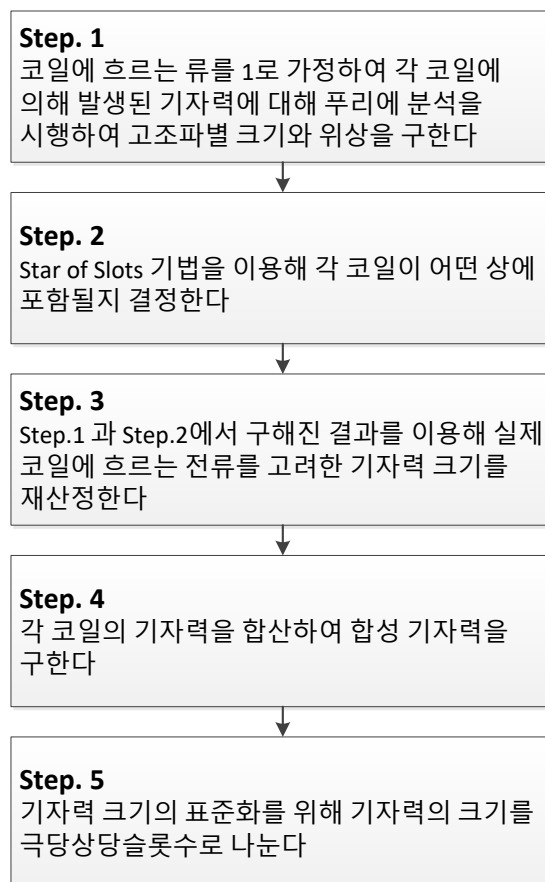 Step. 1
코일에 흐르는 류를 1로 가정하여 각 코일에
의해 발생된 기자력에 대해 푸리에 분석을
시행하여 고조파별 크기와 위상을 구한다
Step. 2
Star of Slots 기법을 이용해 각 코일이 어떤 상에
포함될지 결정한다
Step. 3
Step.1 과 Step.2에서 구해진 결과를 이용해 실제
코일에 흐르는 전류를 고려한 기자력 크기를
재산정한다
Step. 4
각 코일의 기자력을 합산하여 합성 기자력을
구한다
Step. 5
기자력 크기의 표준화를 위해 기자력의 크기를
극당상당슬롯수로 나눈다